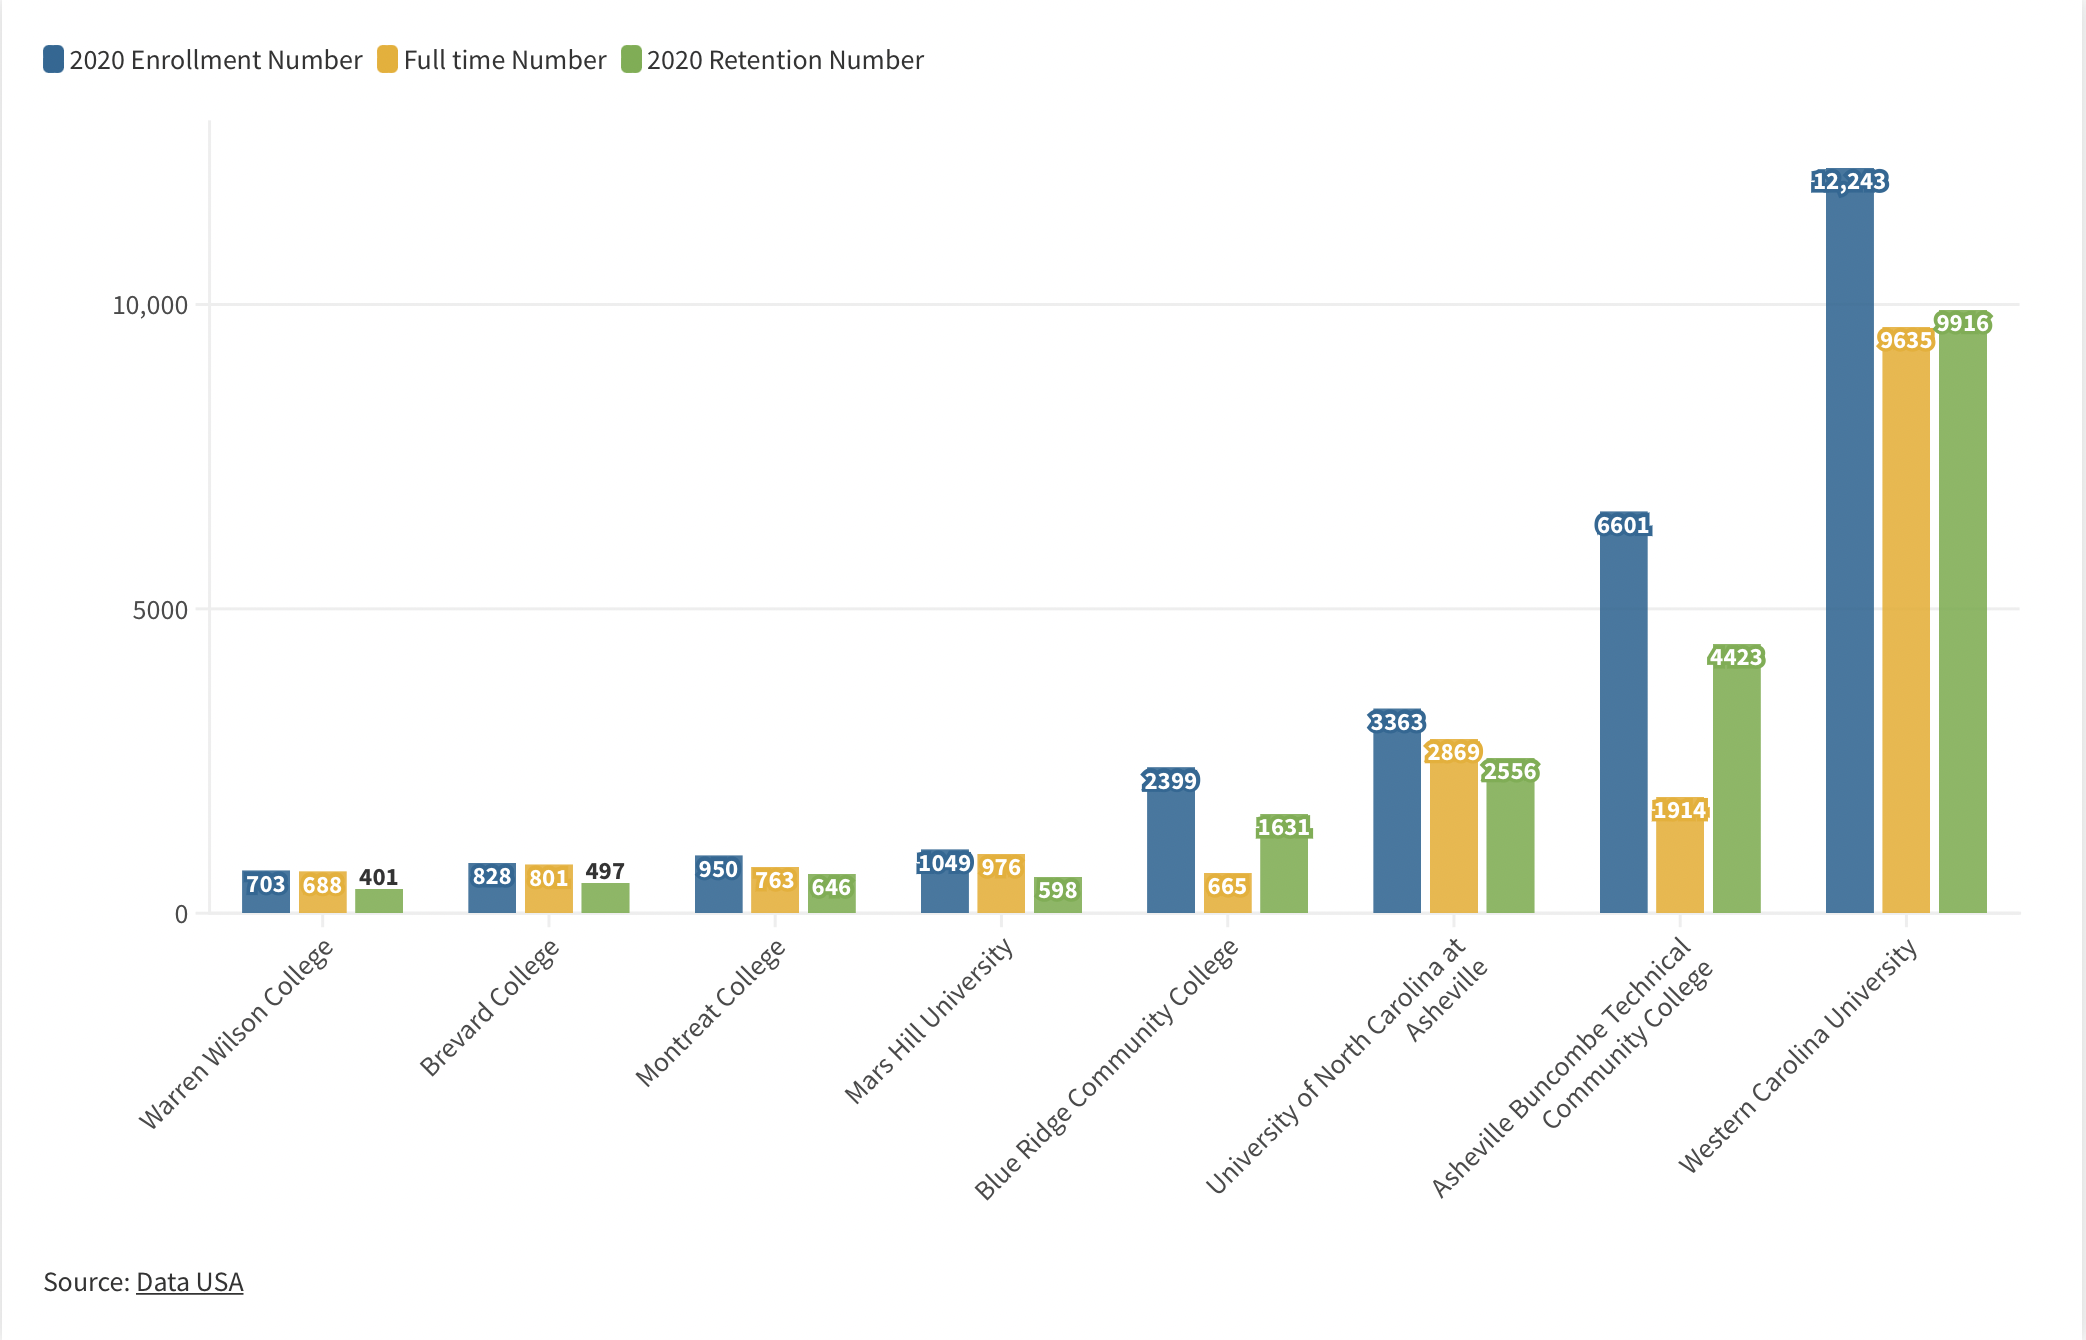 2020 Enrollment Number Full time Number 2020 Retention Number
12,243
10,000
9916
9635
6601
5000
4423
3363
2869
2556
2399
1914
1631
1049
976
950
828
801
497
763
703
688
401
646
598
665
0
Warren Wilson College
Brevard College
Montreat College
Mars Hill University
Blue Ridge Community College
University of North Carolina at
Asheville
Asheville Buncombe Technical
Community College
Western Carolina University
Source: Data USA